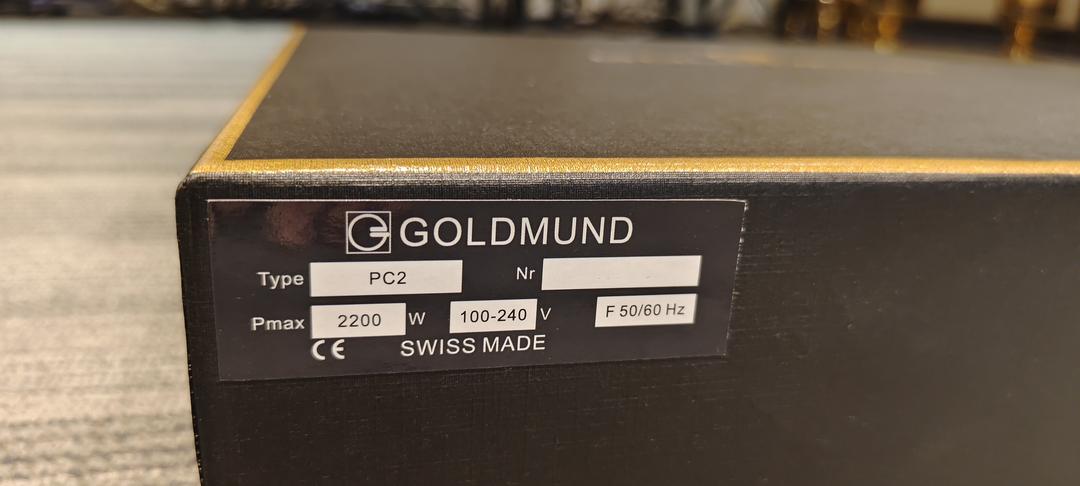 GOLDMUND
Type PC2 Nr
Pmax 2200 W 100-240 V F 50/60 Hz
CE SWISS MADE